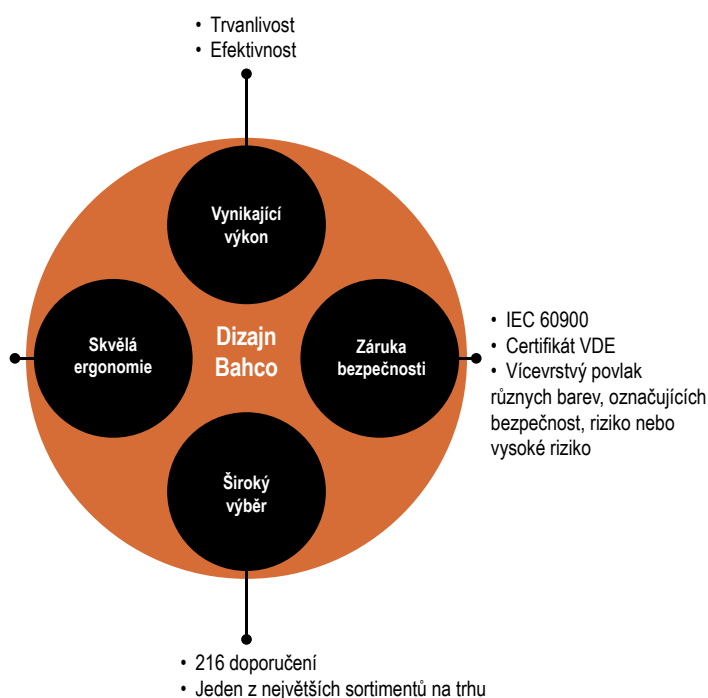 • Trvanlivost
• Efektivnost
Vynikající
výkon
Skvělá
ergonomie
Dizajn
Bahco
Záruka
bezpečnosti
• IEC 60900
• Certifikát VDE
• Vícevrstvý povlak
různych barev, označujících
bezpečnost, riziko nebo
vysoké riziko
Široký
výběr
• 216 doporučení
• Jeden z největších sortimentů na trhu